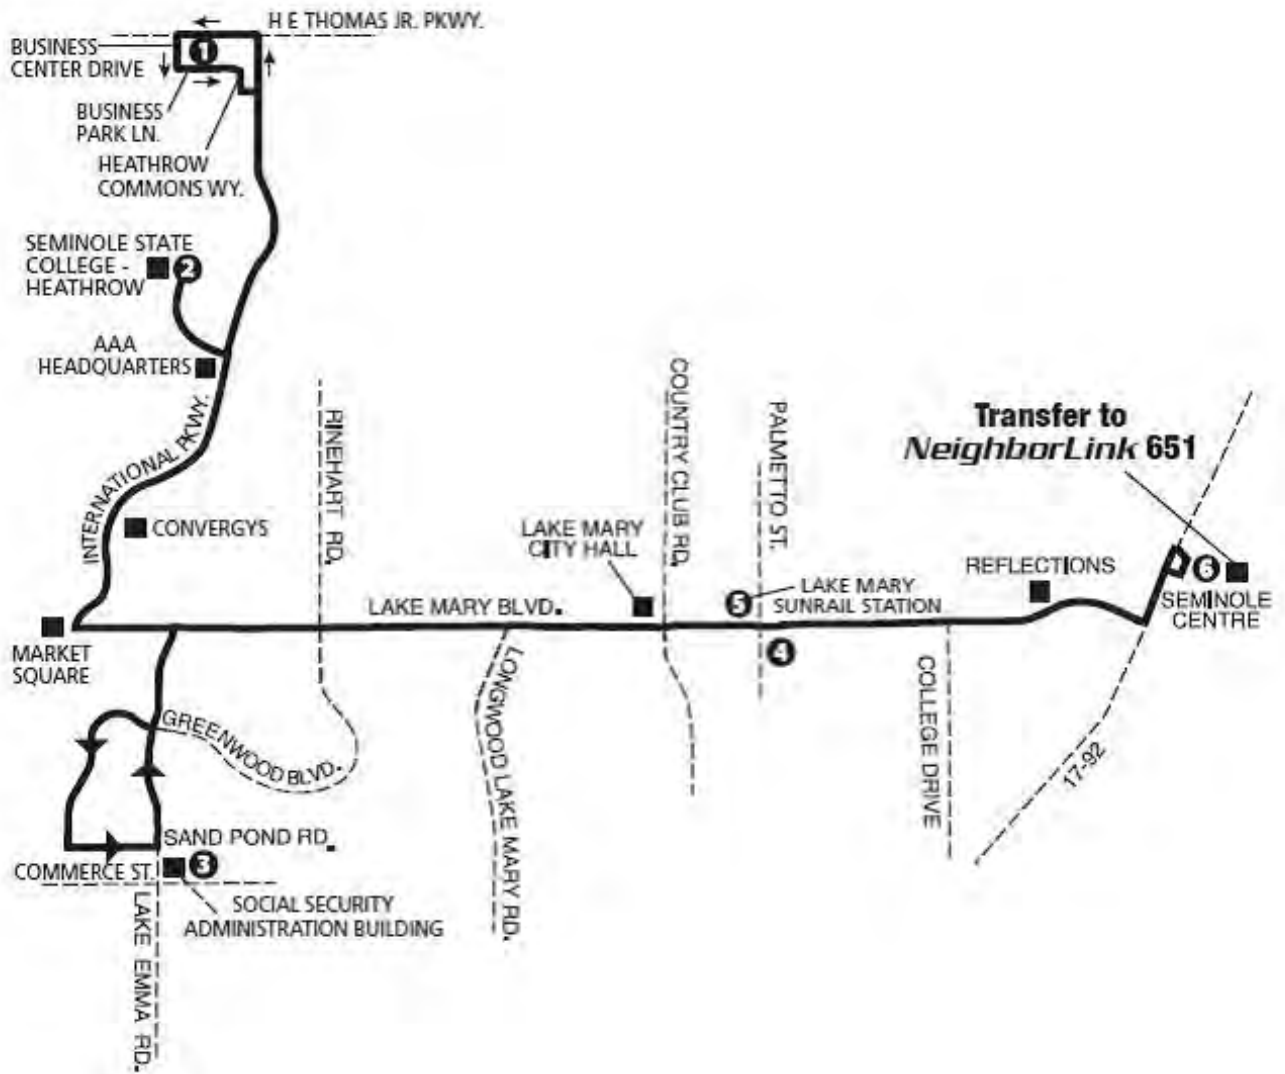 H E THOMAS JR. PKWY.
BUSINESS
CENTER DRIVE
1
BUSINESS
PARK LN.
HEATHROW
COMMONS WY.
SEMINOLE STATE
COLLEGE -
HEATHROW
2
AAA
HEADQUARTERS
INTERNATIONAL PKWY.
CONVERGYS
RINEHART RD.
COUNTRY CLUB RD.
PALMETTO ST.
Transfer to
NeighborLink 651
LAKE MARY
CITY HALL
REFLECTIONS
6
SEMINOLE
CENTRE
LAKE MARY BLVD.
5
LAKE MARY
SUNRAIL STATION
4
MARKET
SQUARE
GREENWOOD BLVD.
LONGWOOD LAKE MARY RD.
COLLEGE DRIVE
17-92
SAND POND RD.
COMMERCE ST.
3
SOCIAL SECURITY
ADMINISTRATION BUILDING
LAKE EMMA RD.